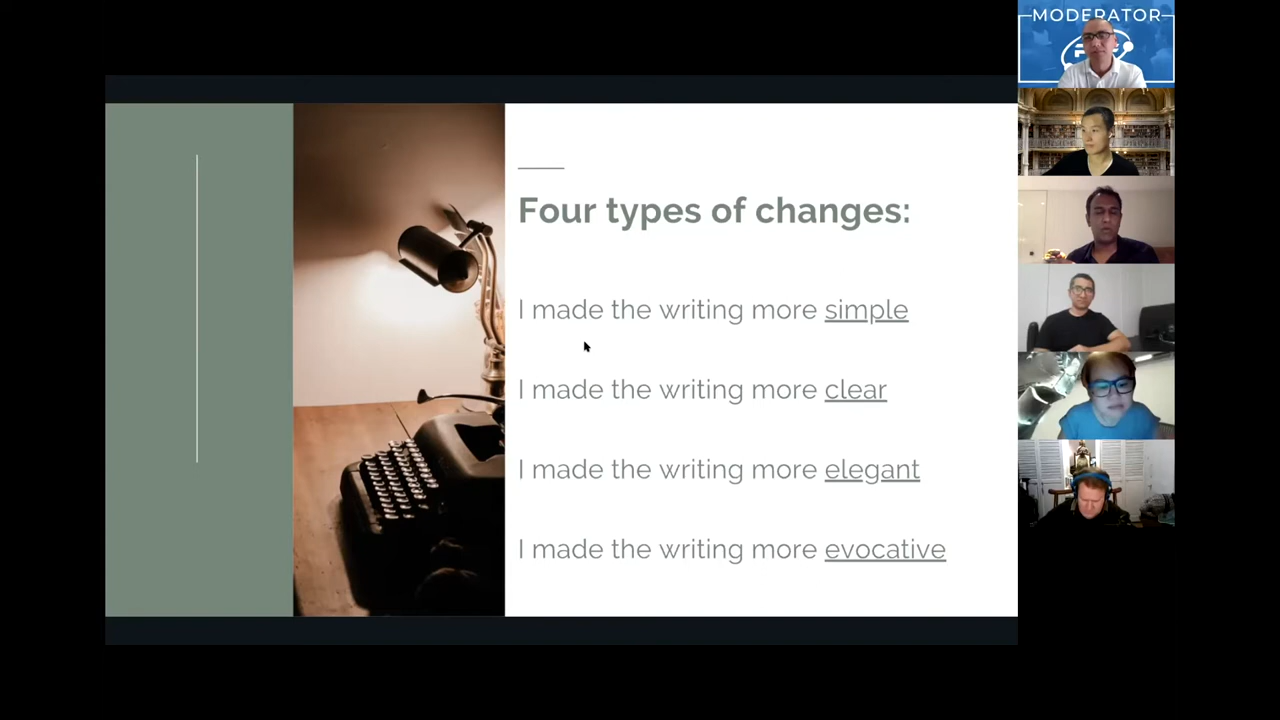 Four types of changes:
I made the writing more simple
I made the writing more clear
I made the writing more elegant
I made the writing more evocative
MODERATOR